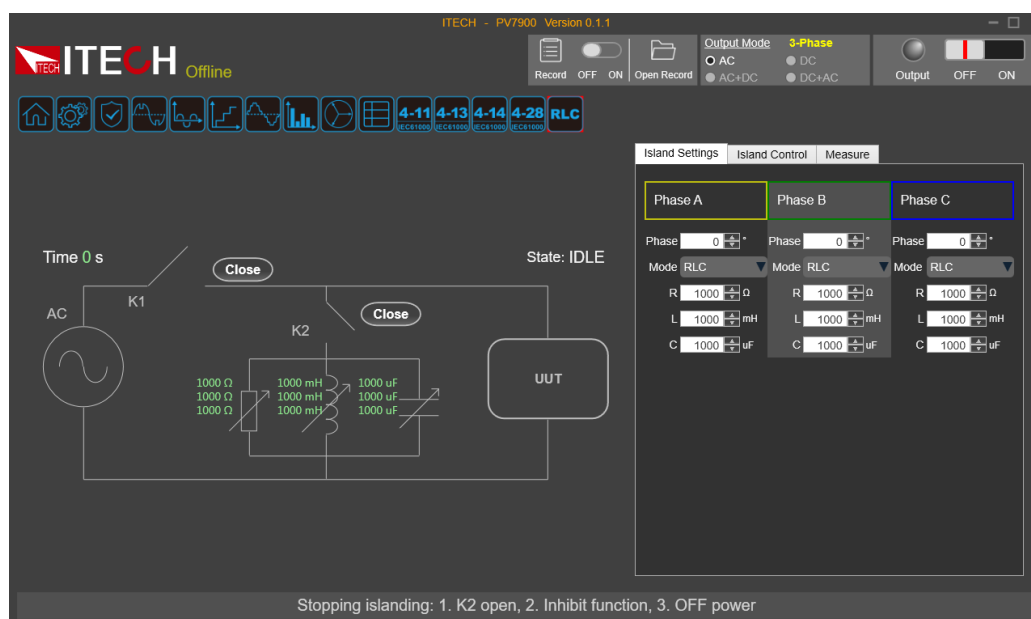 ITECH - PV7900 Version 0.1.1
ITECH ITECH Offline
Record OFF ON Open Record
Output Mode 3-Phase
AC DC
AC+DC DC+AC
Output OFF ON
4-11 IEC61000 4-13 IEC61000 4-14 IEC61000 4-28 IEC61000 RLC
Island Settings Island Control Measure
Phase A Phase B Phase C
Phase 0 ° Phase 0 ° Phase 0 °
Mode RLC Mode RLC Mode RLC
R 1000 Ω R 1000 Ω R 1000 Ω
L 1000 mH L 1000 mH L 1000 mH
C 1000 uF C 1000 uF C 1000 uF
Time 0 s
State: IDLE
Close
K1
AC
Close
K2
1000 Ω 1000 mH 1000 uF
1000 Ω 1000 mH 1000 uF
1000 Ω 1000 mH 1000 uF
UUT
Stopping islanding: 1. K2 open, 2. Inhibit function, 3. OFF power